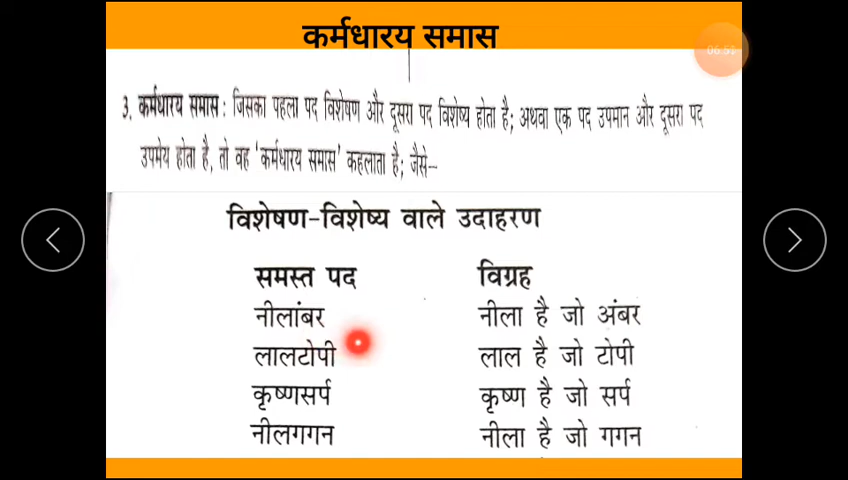 कर्मधारय समास
06:55
3. कर्मधारय समास : जिसका पहला पद विशेषण और दूसरा पद विशेष्य होता है; अथवा एक पद उपमान और दूसरा पद
उपमेय होता है, तो वह 'कर्मधारय समास' कहलाता है; जैसे–
विशेषण-विशेष्य वाले उदाहरण
समस्त पद विग्रह
नीलांबर नीला है जो अंबर
लालटोपी लाल है जो टोपी
कृष्णसर्प कृष्ण है जो सर्प
नीलगगन नीला है जो गगन